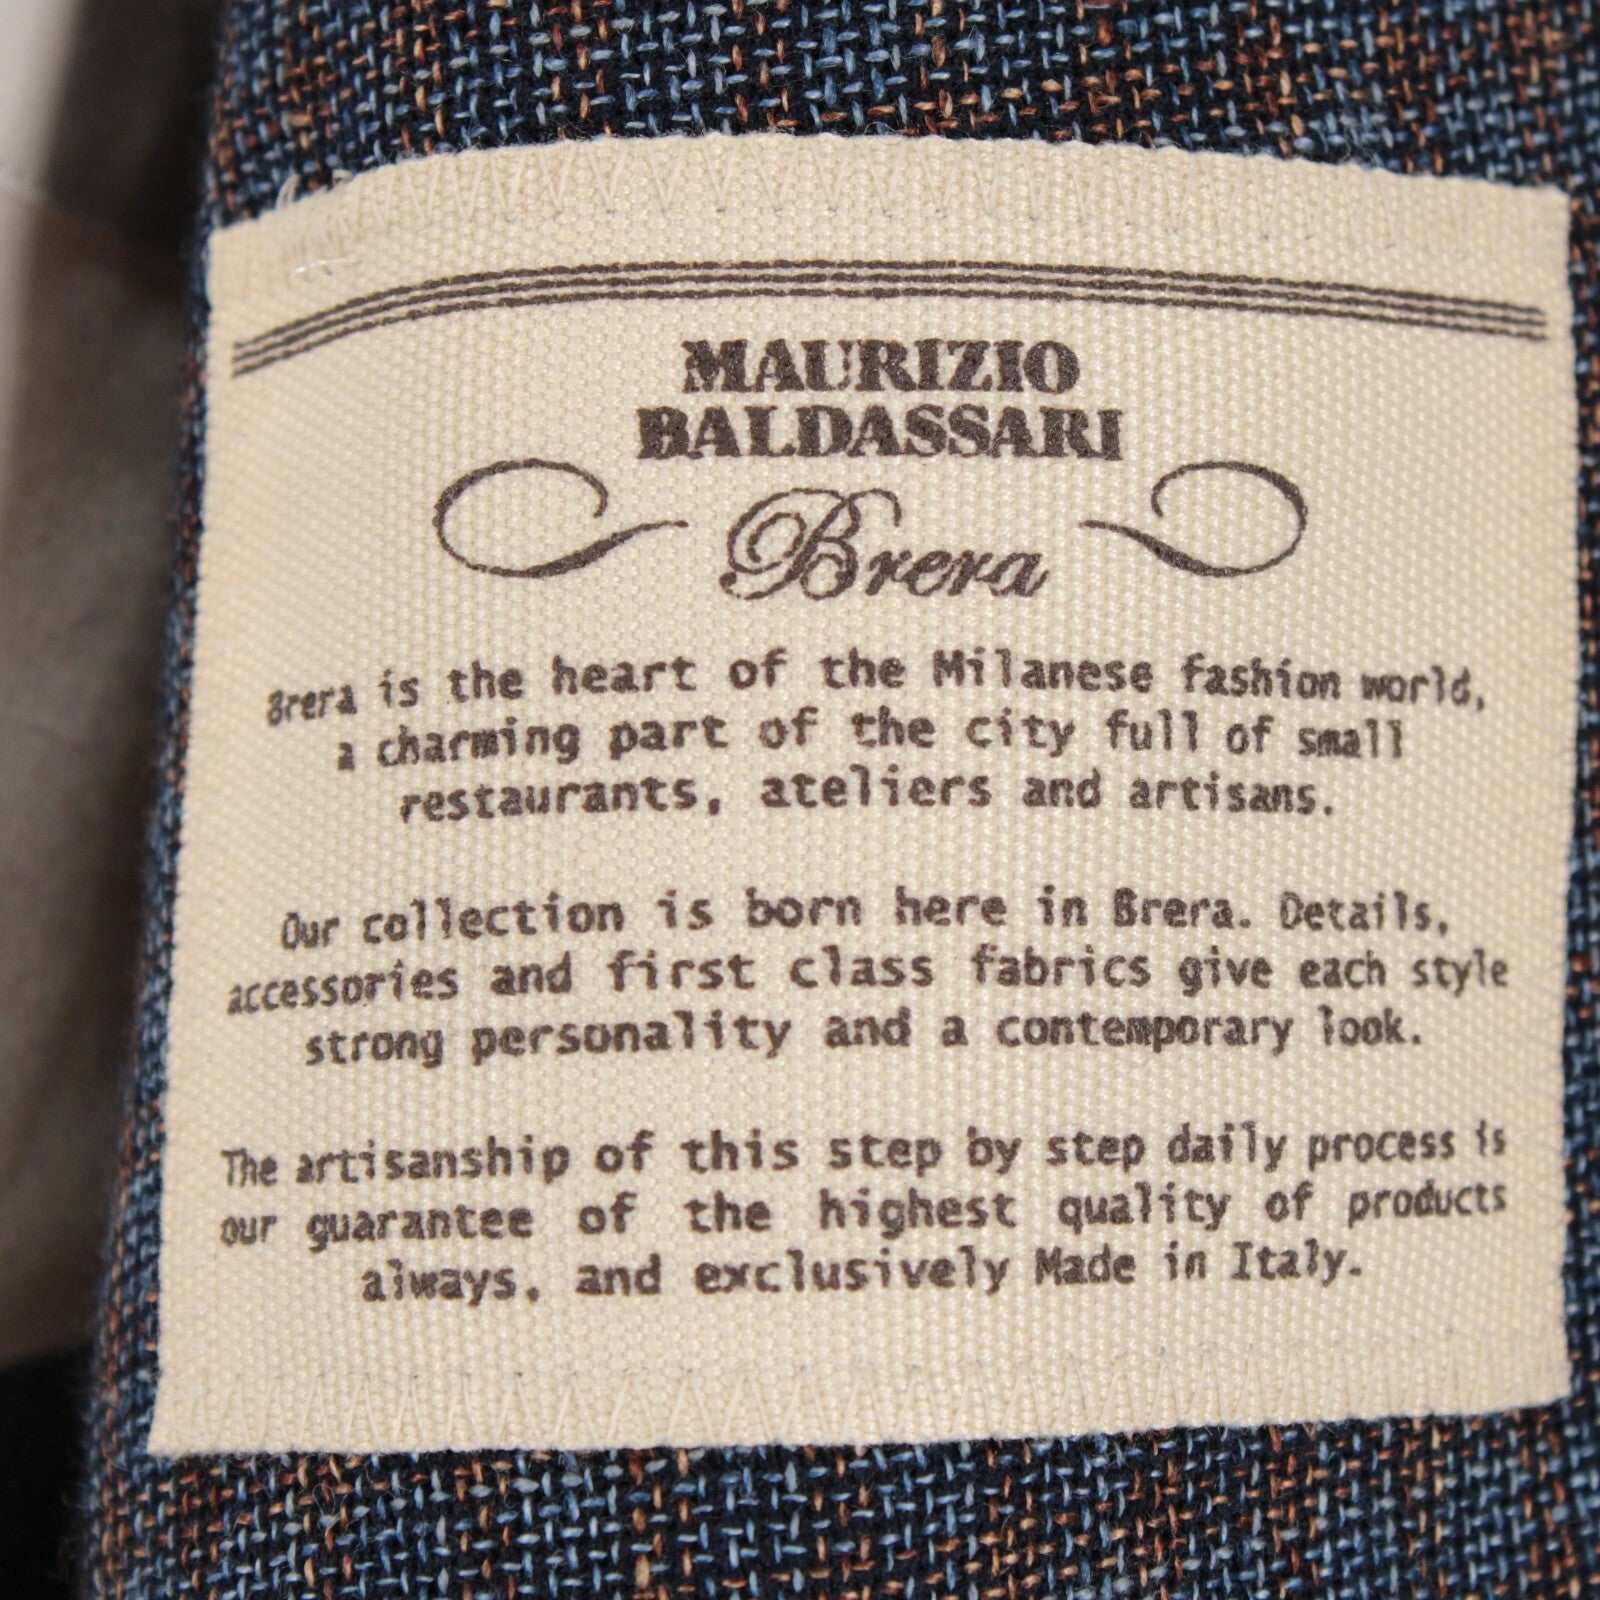 MAURIZIO
BALDASSARI
Brera
Brera is the heart of the Milanese fashion world,
a charming part of the city full of small
restaurants, ateliers and artisans.
Our collection is born here in Brera. Details,
accessories and first class fabrics give each style
strong personality and a contemporary look.
The artisanship of this step by step daily process is
our guarantee of the highest quality of products
always, and exclusively Made in Italy.